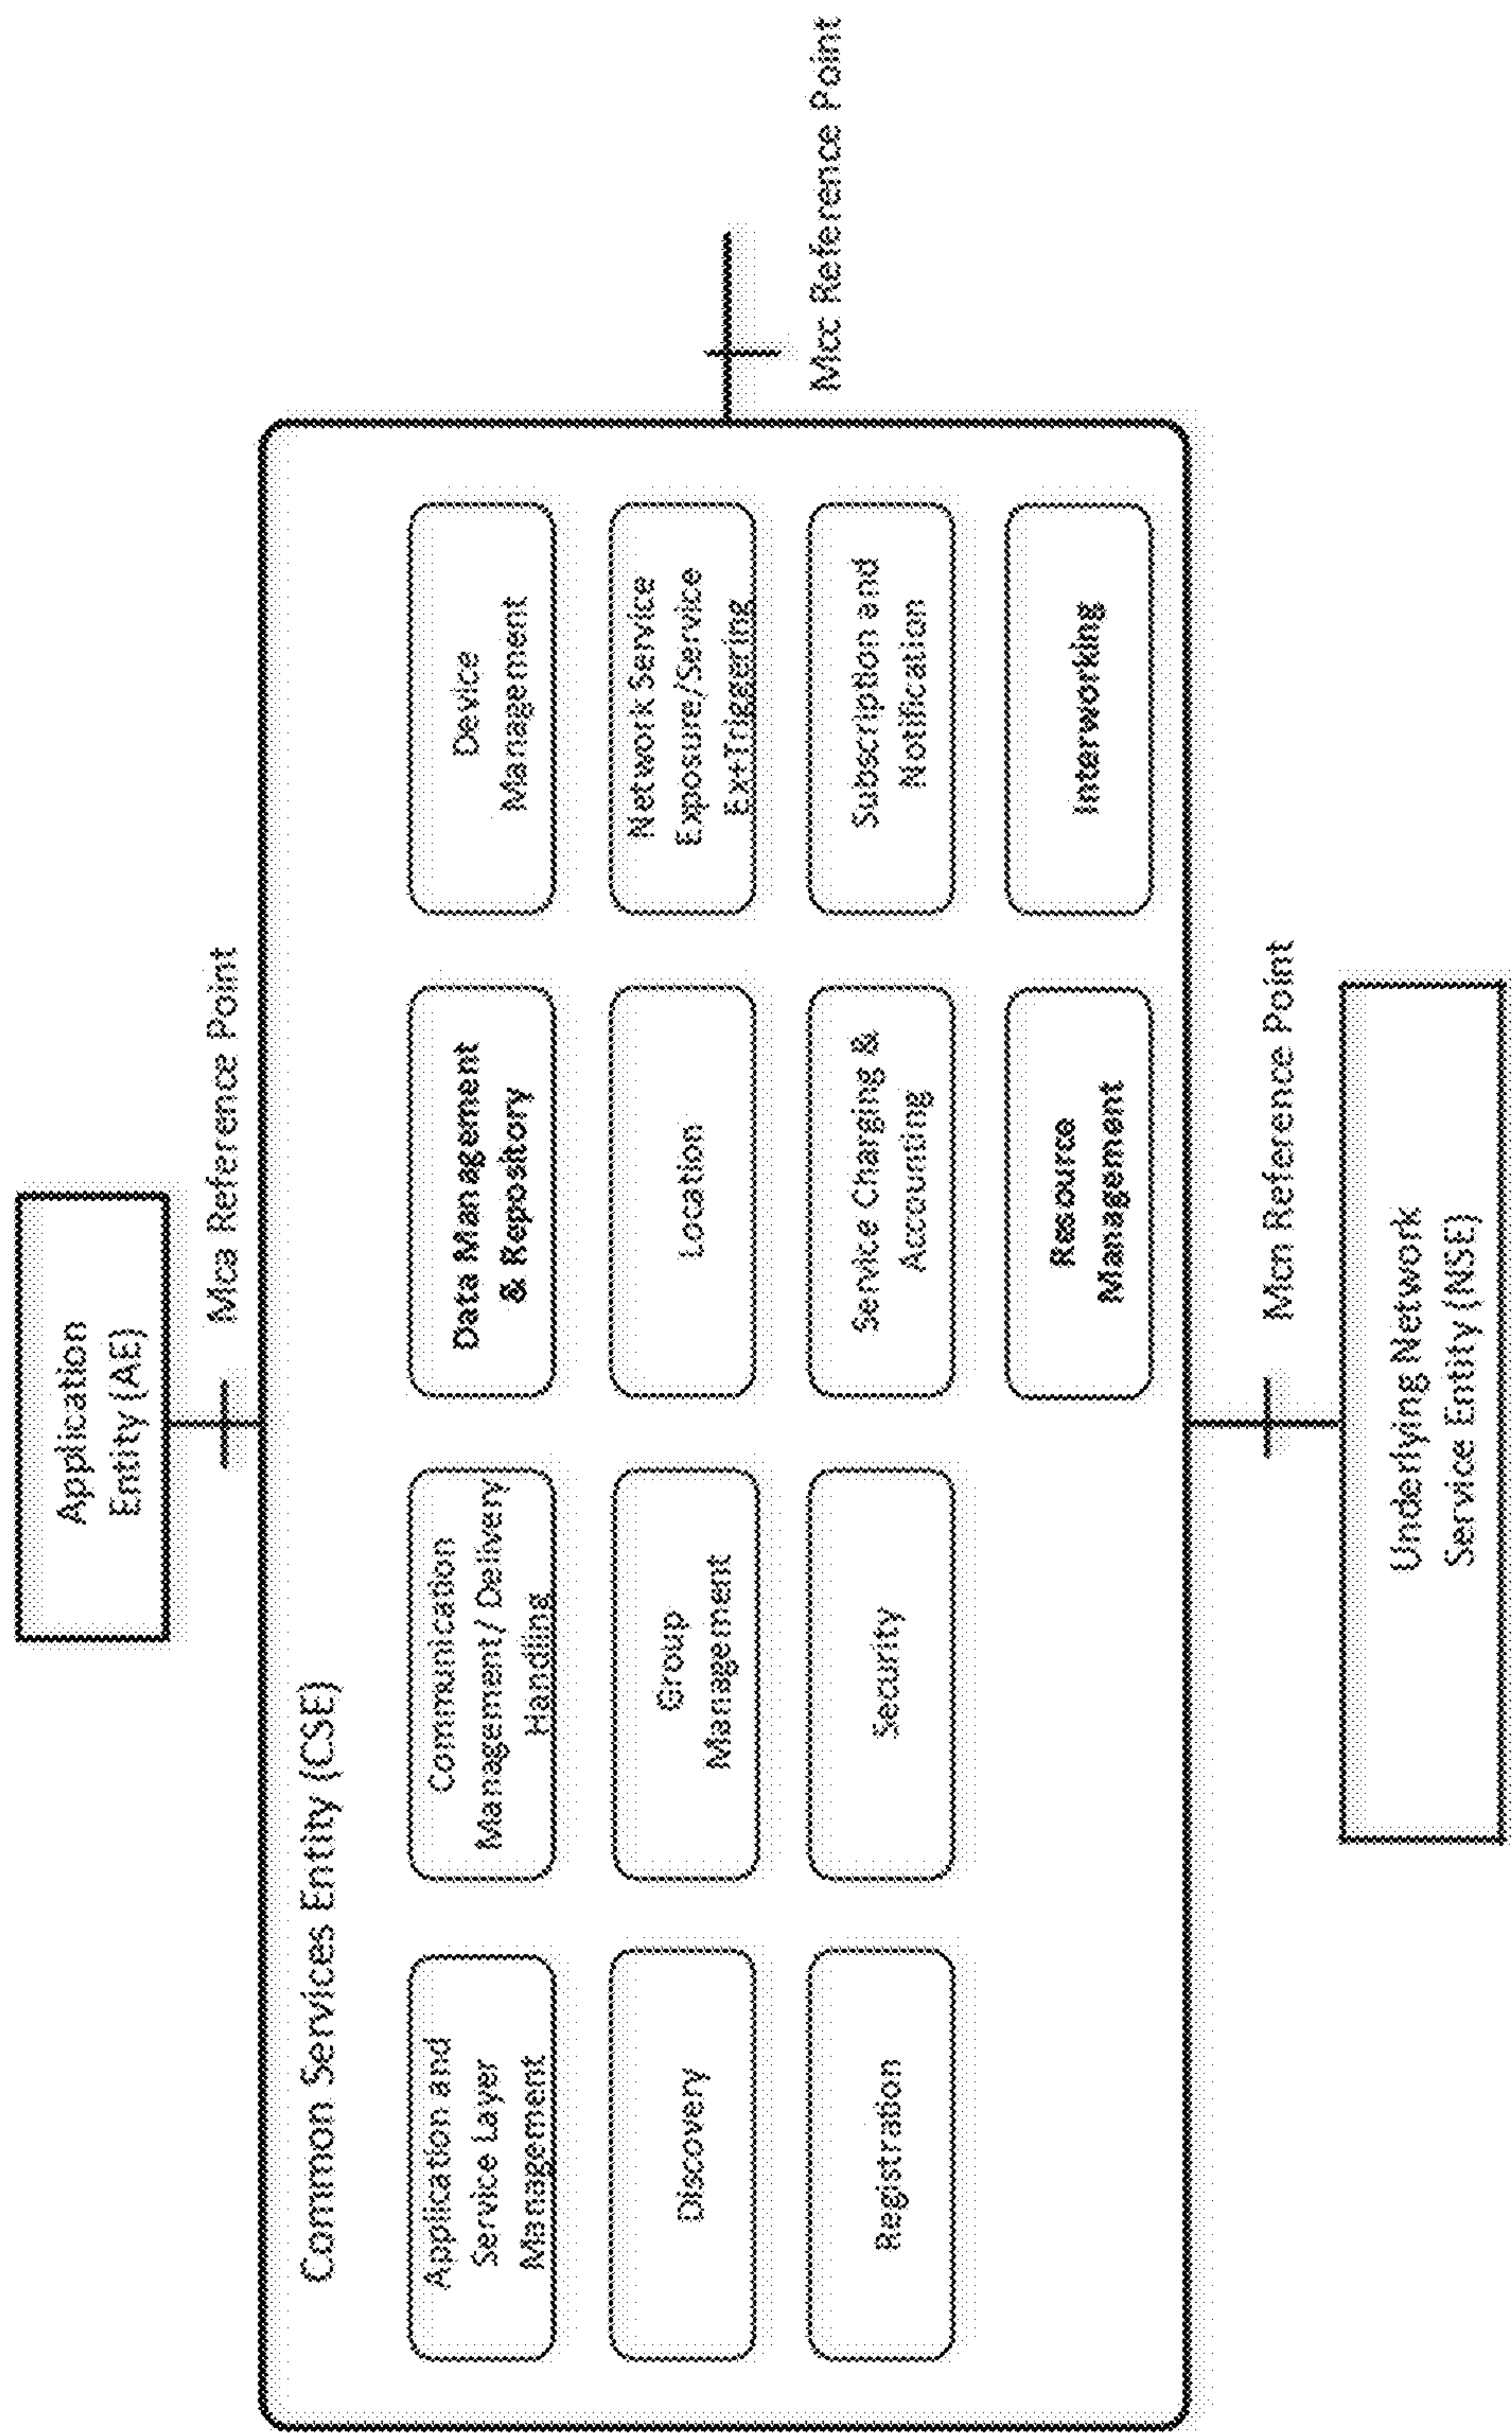 Application
Entity (AE)
Mca Reference Point
Common Services Entity (CSE)
Application and
Service Layer
Management
Communication
Management/ Delivery
Handling
Data Management
& Repository
Device
Management
Discovery
Group
Management
Location
Network Service
Exposure/Service
Ext Triggering
Registration
Security
Service Charging &
Accounting
Subscription and
Notification
Resource
Management
Interworking
Mcc Reference Point
Mcn Reference Point
Underlying Network
Service Entity (NSE)